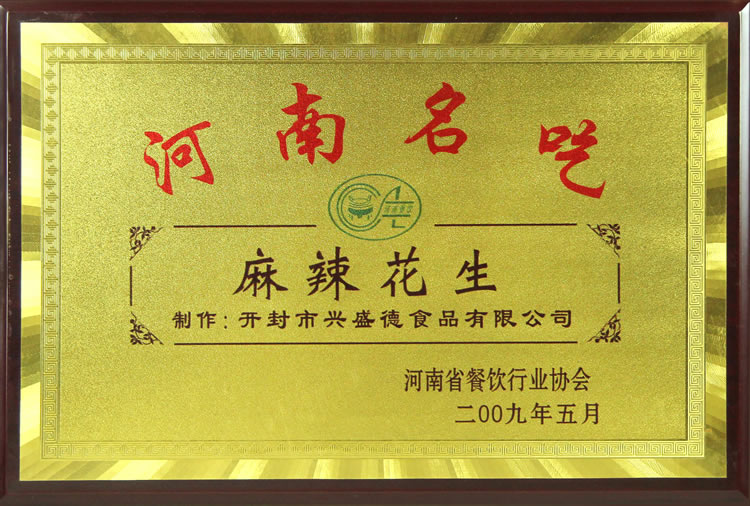 河南名吃
麻辣花生
制作:开封市兴盛德食品有限公司
河南省餐饮行业协会
二00九年五月